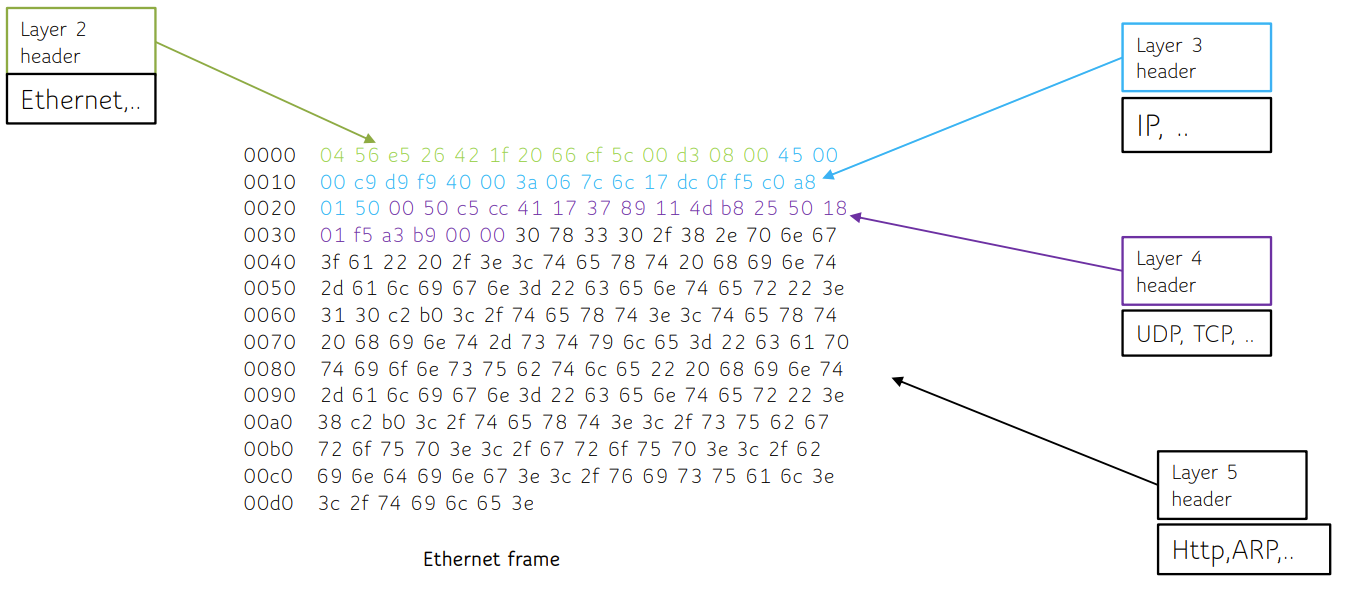 Layer 2
header
Ethernet,..
Layer 3
header
IP, ..
0000 04 56 e5 26 42 1f 20 66 cf 5c 00 d3 08 00 45 00
0010 00 c9 d9 f9 40 00 3a 06 7c 6c 17 dc 0f f5 c0 a8
0020 01 50 00 50 c5 cc 41 17 37 89 11 4d b8 25 50 18
0030 01 f5 a3 b9 00 00 30 78 33 30 2f 38 2e 70 6e 67
0040 3f 61 22 20 2f 3e 3c 74 65 78 74 20 68 69 6e 74
0050 2d 61 6c 69 67 6e 3d 22 63 65 6e 74 65 72 22 3e
0060 31 30 c2 b0 3c 2f 74 65 78 74 3e 3c 74 65 78 74
0070 20 68 69 6e 74 2d 73 74 79 6c 65 3d 22 63 61 70
0080 74 69 6f 6e 73 75 62 74 6c 65 22 20 68 69 6e 74
0090 2d 61 6c 69 67 6e 3d 22 63 65 6e 74 65 72 22 3e
00a0 38 c2 b0 3c 2f 74 65 78 74 3e 3c 2f 73 75 62 67
00b0 72 6f 75 70 3e 3c 2f 67 72 6f 75 70 3e 3c 2f 62
00c0 69 6e 64 69 6e 67 3e 3c 2f 76 69 73 75 61 6c 3e
00d0 3c 2f 74 69 6c 65 3e
Layer 4
header
UDP, TCP, ..
Layer 5
header
Http,ARP,..
Ethernet frame